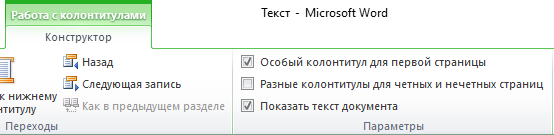 Работа с колонтитулами
Текст - Microsoft Word
Конструктор
Назад
Следующая запись
к нижнему
нтитулу
Как в предыдущем разделе
Переходы
Особый колонтитул для первой страницы
Разные колонтитулы для четных и нечетных страниц
Показать текст документа
Параметры